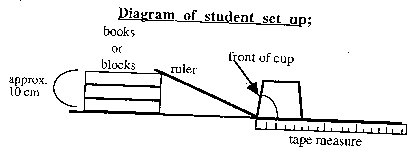 Diagram of student set up;
books
or
blocks
ruler
front of cup
approx.
10 cm
tape measure